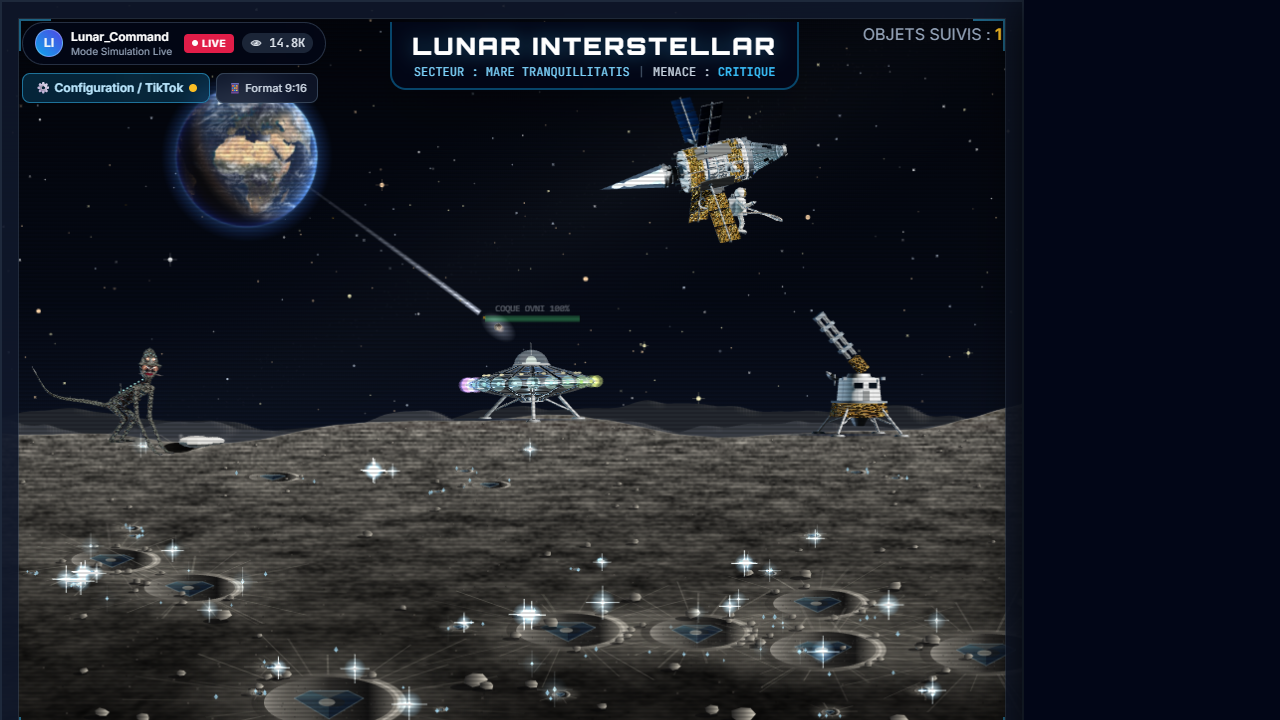 LI
Lunar_Command
Mode Simulation Live
LIVE
14.8K
Configuration / TikTok
Format 9:16
LUNAR INTERSTELLAR
SECTEUR : MARE TRANQUILLITATIS | MENACE : CRITIQUE
OBJETS SUIVIS : 1
COQUE OVNI 100%